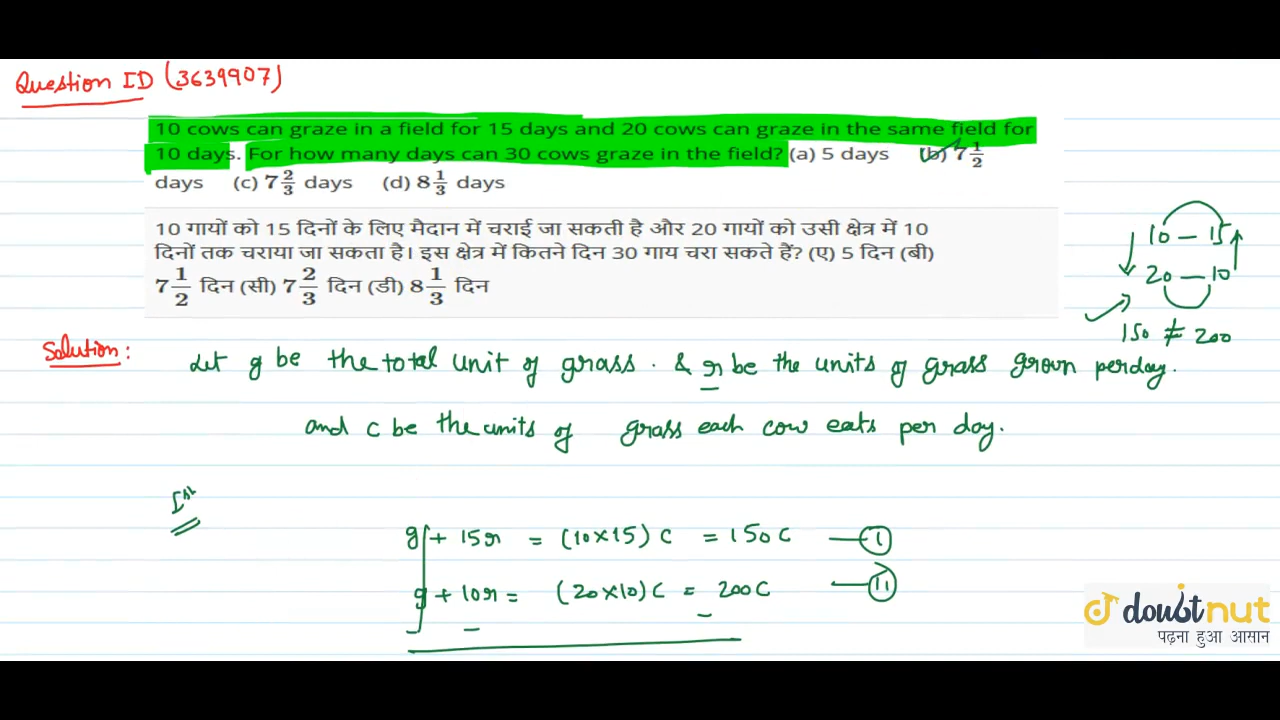 Question ID (3639907)
10 cows can graze in a field for 15 days and 20 cows can graze in the same field for
10 days. For how many days can 30 cows graze in the field? (a) 5 days (b) 7 1/2
days (c) 7 2/3 days (d) 8 1/3 days
10 गायों को 15 दिनों के लिए मैदान में चराई जा सकती है और 20 गायों को उसी क्षेत्र में 10
दिनों तक चराया जा सकता है। इस क्षेत्र में कितने दिन 30 गाय चरा सकते हैं? (ए) 5 दिन (बी)
7 1/2 दिन (सी) 7 2/3 दिन (डी) 8 1/3 दिन
10 — 15
20 — 10
150 ≠ 200
Solution:
Let g be the total unit of grass. & r be the units of grass grown perday.
and c be the units of grass each cow eats per day.
Ist
g + 15r = (10×15) C = 150C — (I)
g + 10r = (20×10) C = 200C — (II)
doubtnut
पढ़ना हुआ आसान